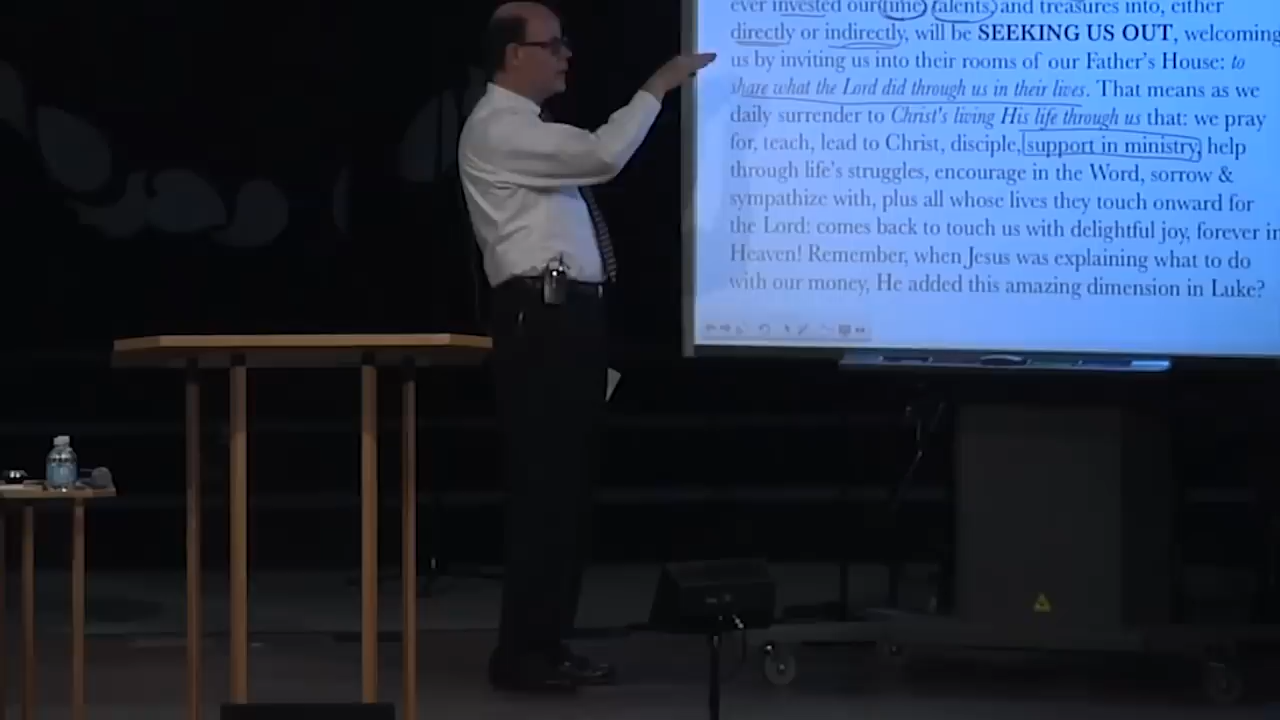 ever invested our time, talents, and treasures into, either
directly or indirectly, will be SEEKING US OUT, welcoming
us by inviting us into their rooms of our Father's House: to
share what the Lord did through us in their lives. That means as we
daily surrender to Christ's living His life through us that: we pray
for, teach, lead to Christ, disciple, support in ministry, help
through life's struggles, encourage in the Word, sorrow &
sympathize with, plus all whose lives they touch onward for
the Lord: comes back to touch us with delightful joy, forever in
Heaven! Remember, when Jesus was explaining what to do
with our money, He added this amazing dimension in Luke?